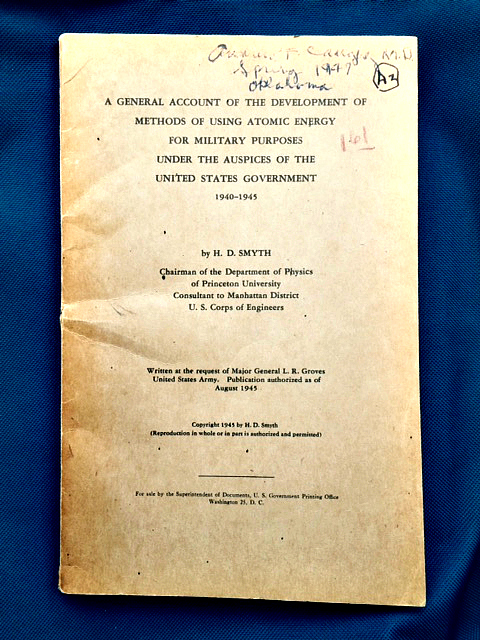 Spring 1947
Oklahoma
A2
161
A GENERAL ACCOUNT OF THE DEVELOPMENT OF
METHODS OF USING ATOMIC ENERGY
FOR MILITARY PURPOSES
UNDER THE AUSPICES OF THE
UNITED STATES GOVERNMENT
1940–1945
by H. D. SMYTH
Chairman of the Department of Physics
of Princeton University
Consultant to Manhattan District
U. S. Corps of Engineers
Written at the request of Major General L. R. Groves
United States Army. Publication authorized as of
August 1945
Copyright 1945 by H. D. Smyth
(Reproduction in whole or in part is authorized and permitted)
For sale by the Superintendent of Documents, U. S. Government Printing Office
Washington 25, D. C.